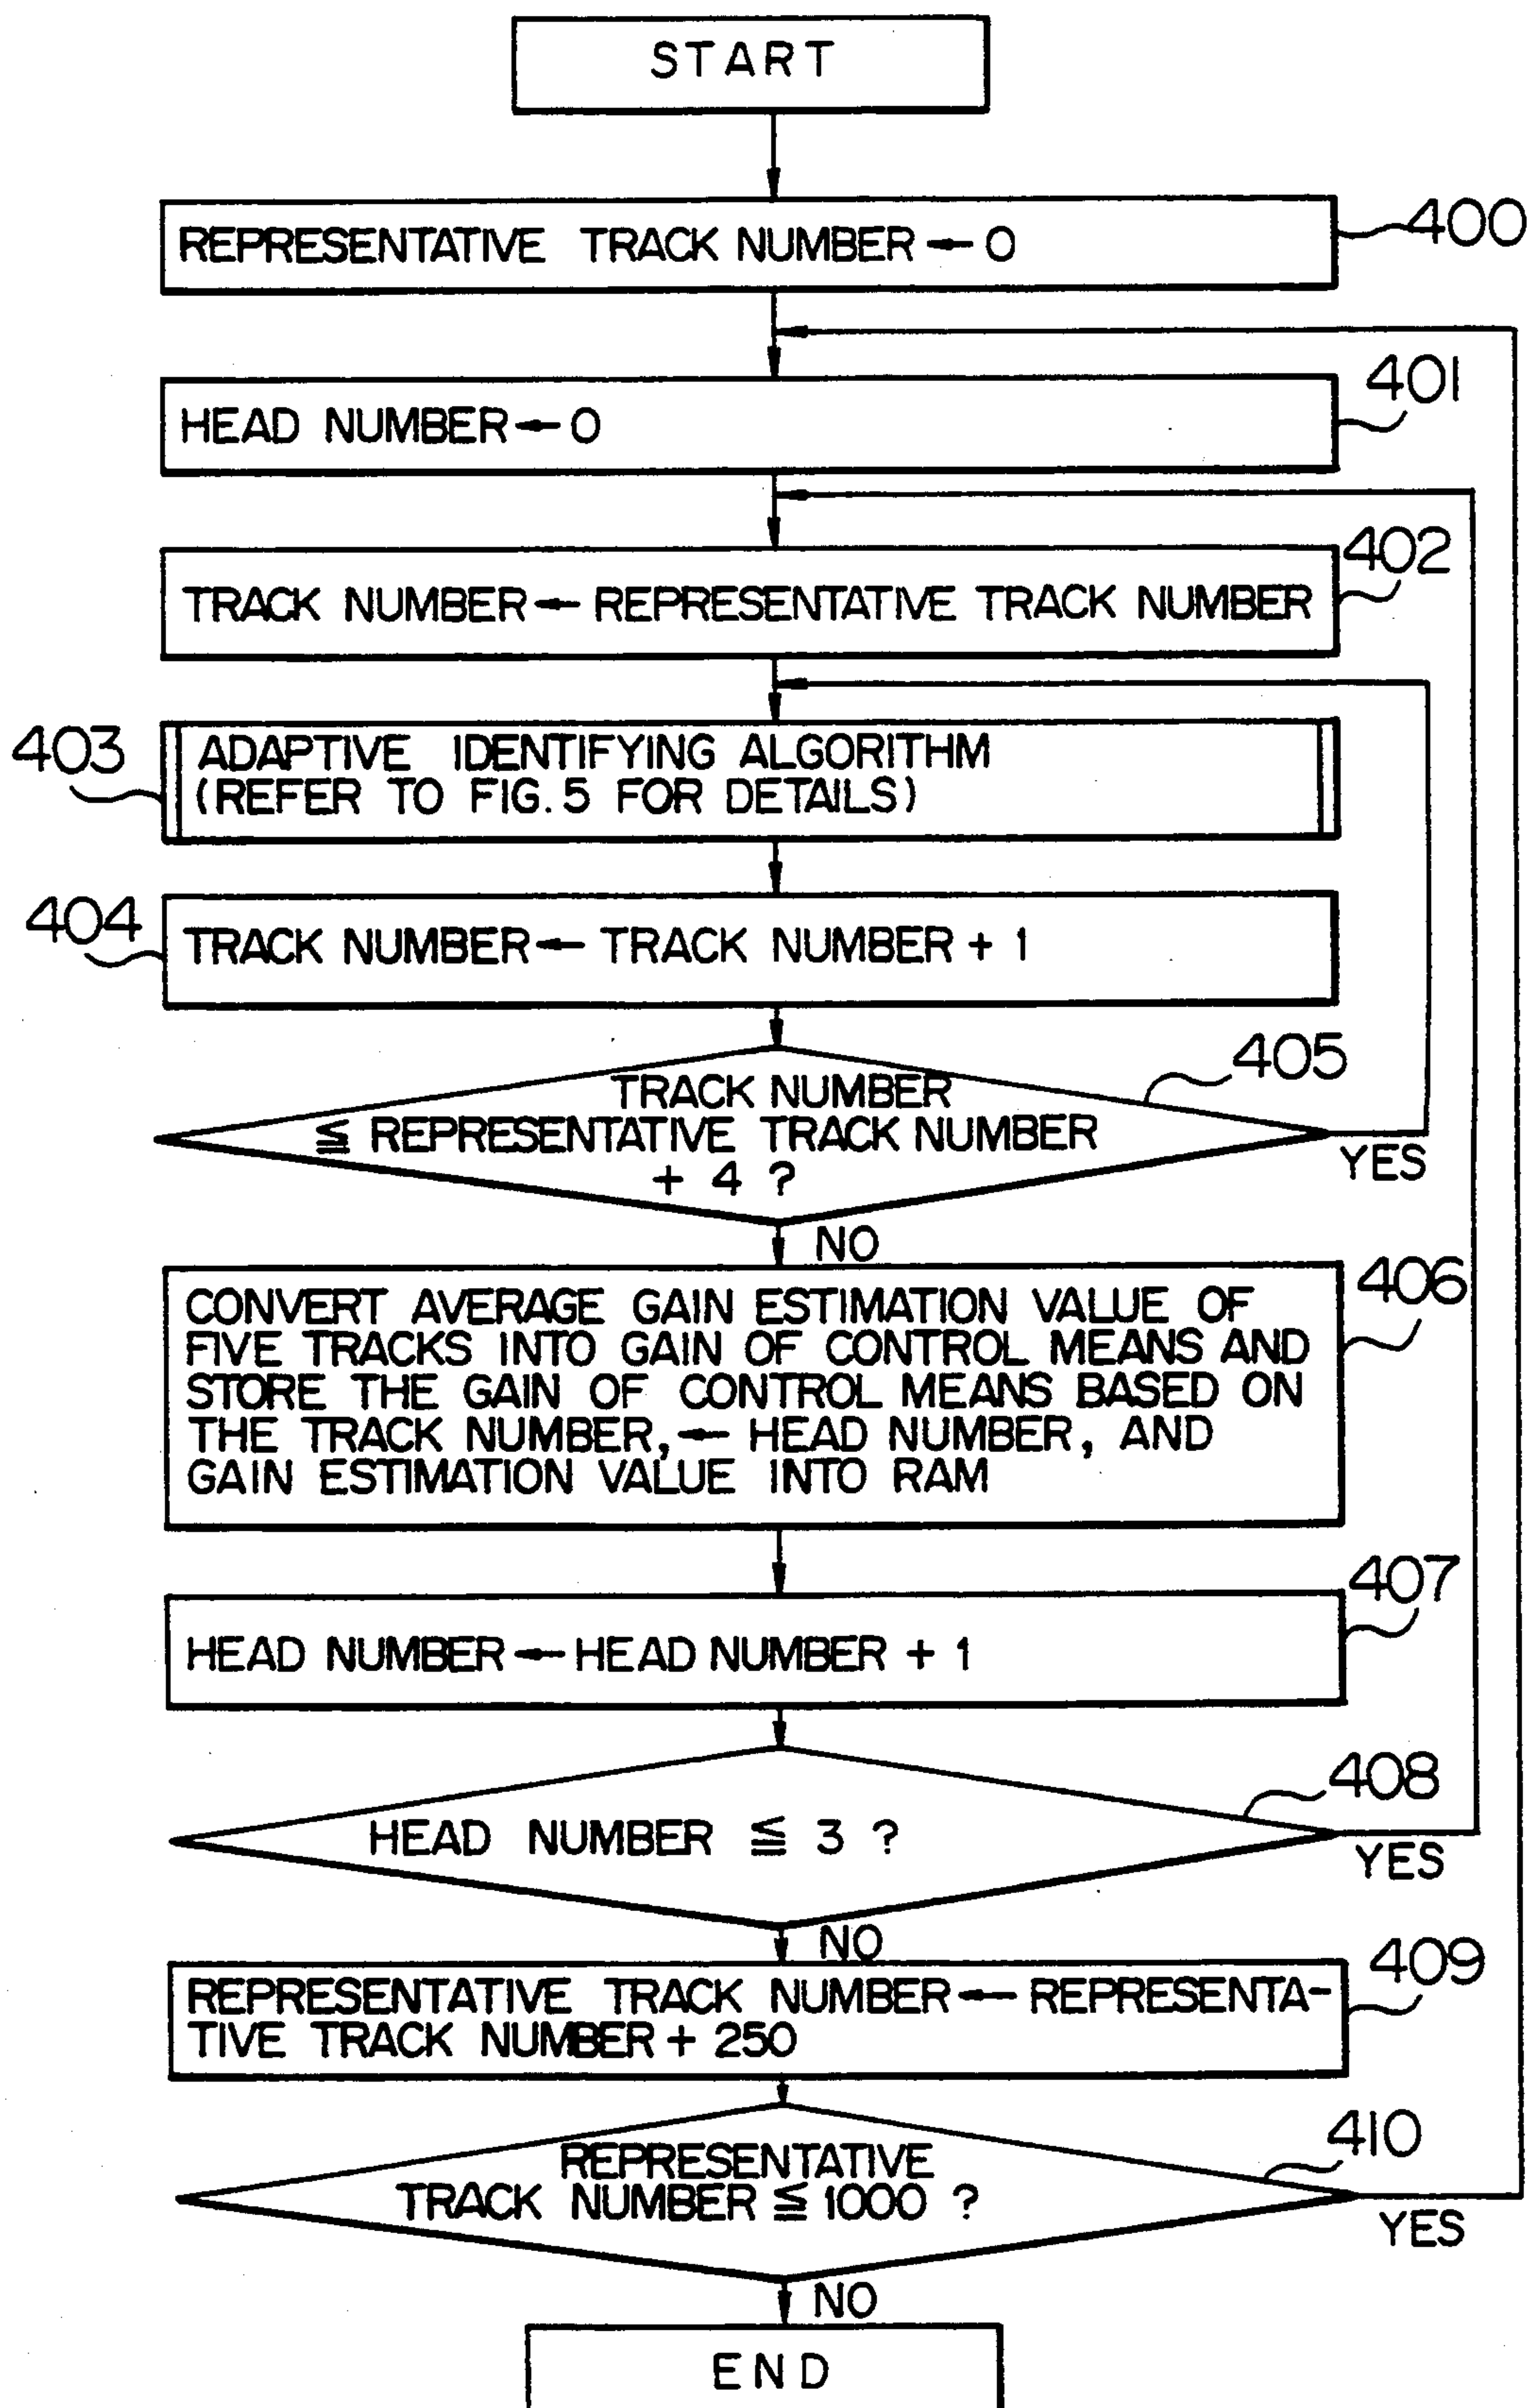 START
REPRESENTATIVE TRACK NUMBER ← 0
400
HEAD NUMBER ← 0
401
TRACK NUMBER ← REPRESENTATIVE TRACK NUMBER
402
403
ADAPTIVE IDENTIFYING ALGORITHM
(REFER TO FIG. 5 FOR DETAILS)
404
TRACK NUMBER ← TRACK NUMBER + 1
405
TRACK NUMBER
≦ REPRESENTATIVE TRACK NUMBER
+ 4 ?
YES
NO
CONVERT AVERAGE GAIN ESTIMATION VALUE OF
FIVE TRACKS INTO GAIN OF CONTROL MEANS AND
STORE THE GAIN OF CONTROL MEANS BASED ON
THE TRACK NUMBER, ← HEAD NUMBER, AND
GAIN ESTIMATION VALUE INTO RAM
406
HEAD NUMBER ← HEAD NUMBER + 1
407
408
HEAD NUMBER ≦ 3 ?
YES
NO
REPRESENTATIVE TRACK NUMBER ← REPRESENTA-
TIVE TRACK NUMBER + 250
409
410
REPRESENTATIVE
TRACK NUMBER ≦ 1000 ?
YES
NO
END